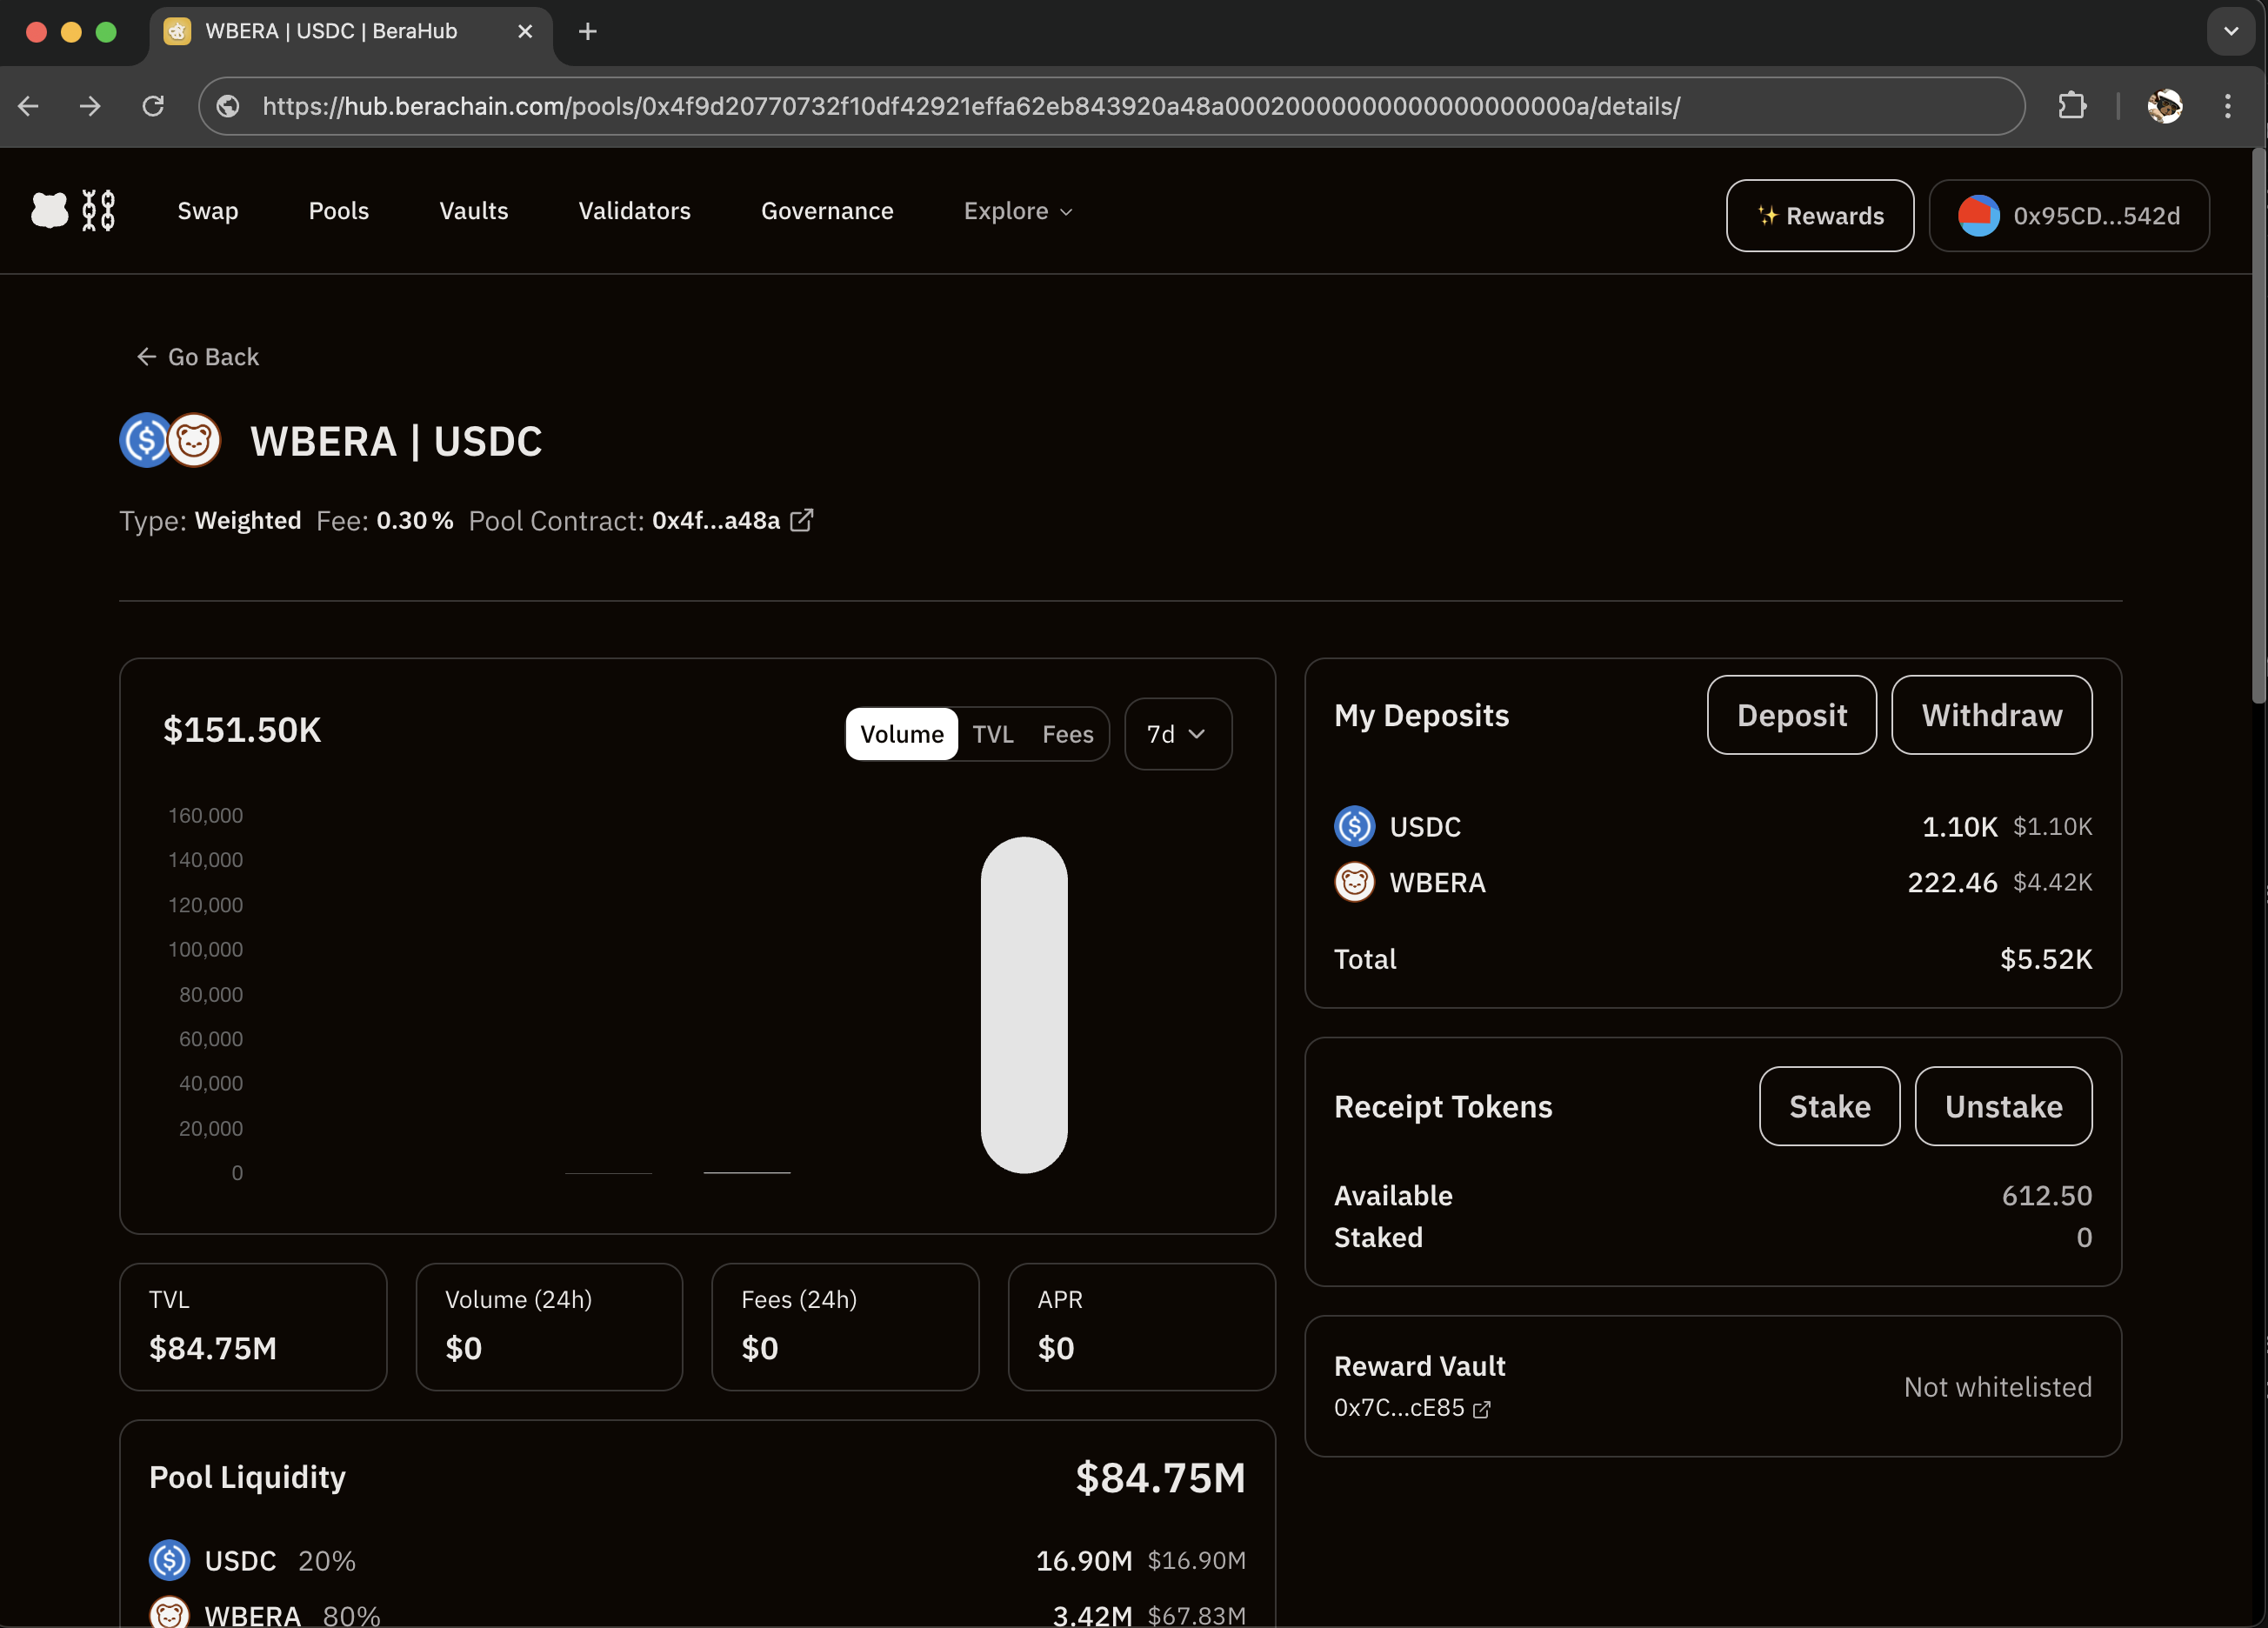 WBERA | USDC | BeraHub
https://hub.berachain.com/pools/0x4f9d20770732f10df42921effa62eb843920a48a00020000000000000000000a/details/
Swap Pools Vaults Validators Governance Explore
✨ Rewards
0x95CD...542d
← Go Back
WBERA | USDC
Type: Weighted Fee: 0.30% Pool Contract: 0x4f...a48a
$151.50K
Volume TVL Fees
7d
160,000
140,000
120,000
100,000
80,000
60,000
40,000
20,000
0
TVL
$84.75M
Volume (24h)
$0
Fees (24h)
$0
APR
$0
Pool Liquidity $84.75M
USDC 20% 16.90M $16.90M
WBERA 80% 3.42M $67.83M
My Deposits Deposit Withdraw
USDC 1.10K $1.10K
WBERA 222.46 $4.42K
Total $5.52K
Receipt Tokens Stake Unstake
Available 612.50
Staked 0
Reward Vault
0x7C...cE85
Not whitelisted